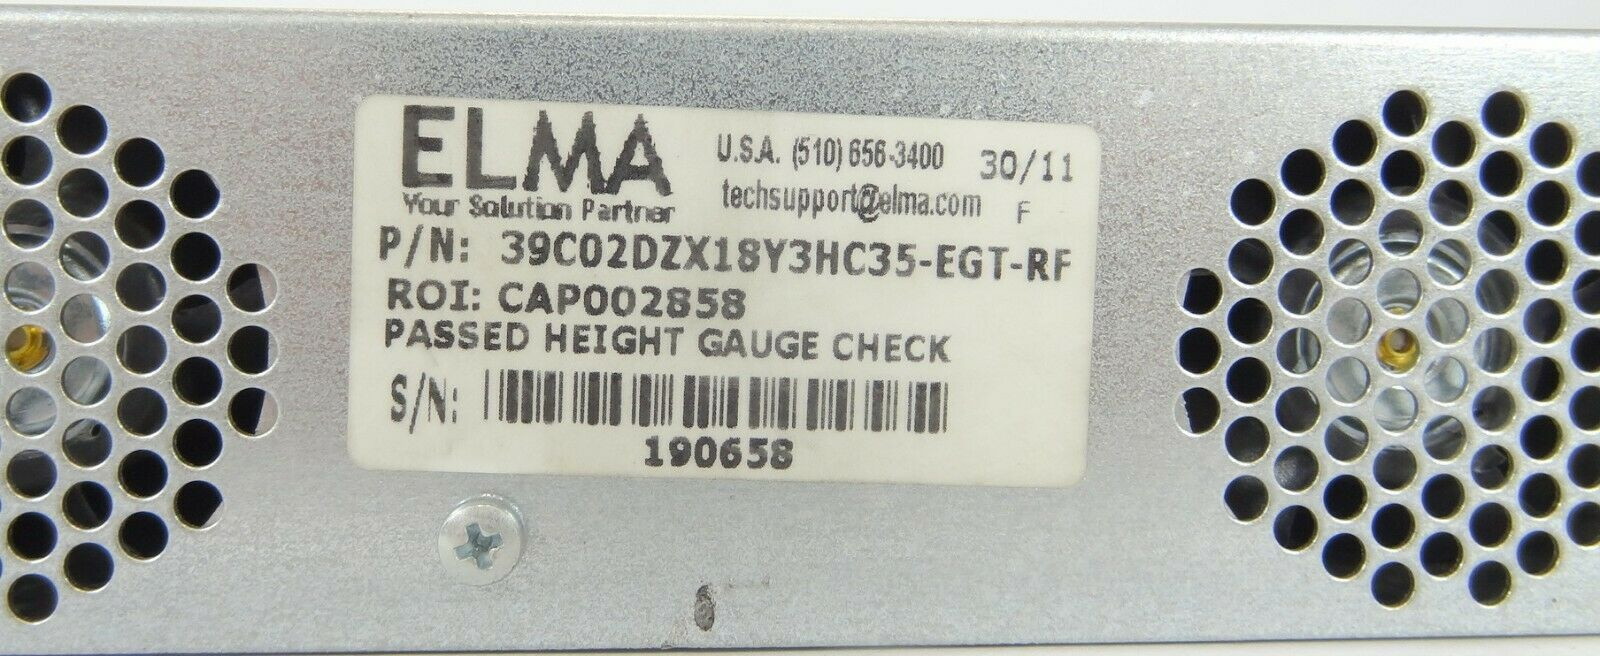 ELMA
Your Solution Partner
U.S.A. (510) 656-3400 30/11
techsupport@elma.com F
P/N: 39C02DZX18Y3HC35-EGT-RF
ROI: CAP002858
PASSED HEIGHT GAUGE CHECK
S/N:
190658